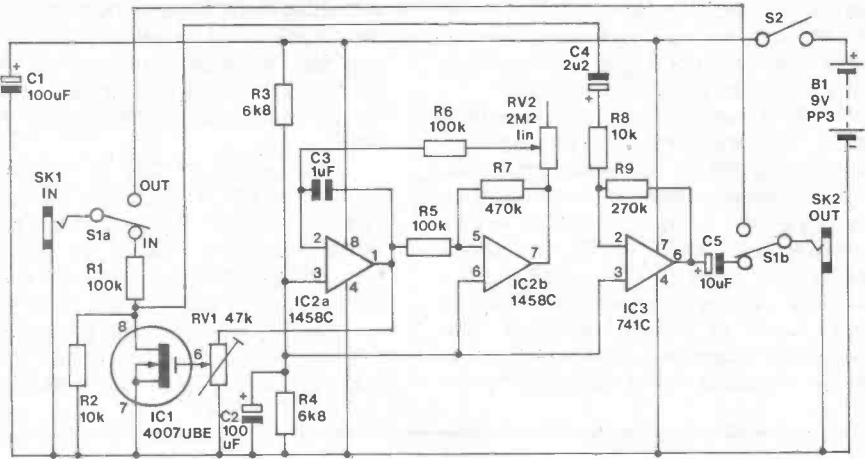 S2
C4
2u2
+
C1
100uF
+
R3
6k8
B1
9V
PP3
+
-
R6
100k
RV2
2M2
lin
R8
10k
+
C3
1uF
R7
470k
R9
270k
SK1
IN
OUT
S1a
IN
R5
100k
SK2
OUT
C5
10uF
+
S1b
2
3
8
1
4
IC2a
1458C
5
6
7
IC2b
1458C
2
3
7
6
4
IC3
741C
R1
100k
RV1 47k
8
6
7
R2
10k
IC1
4007UBE
C2
100
uF
+
R4
6k8